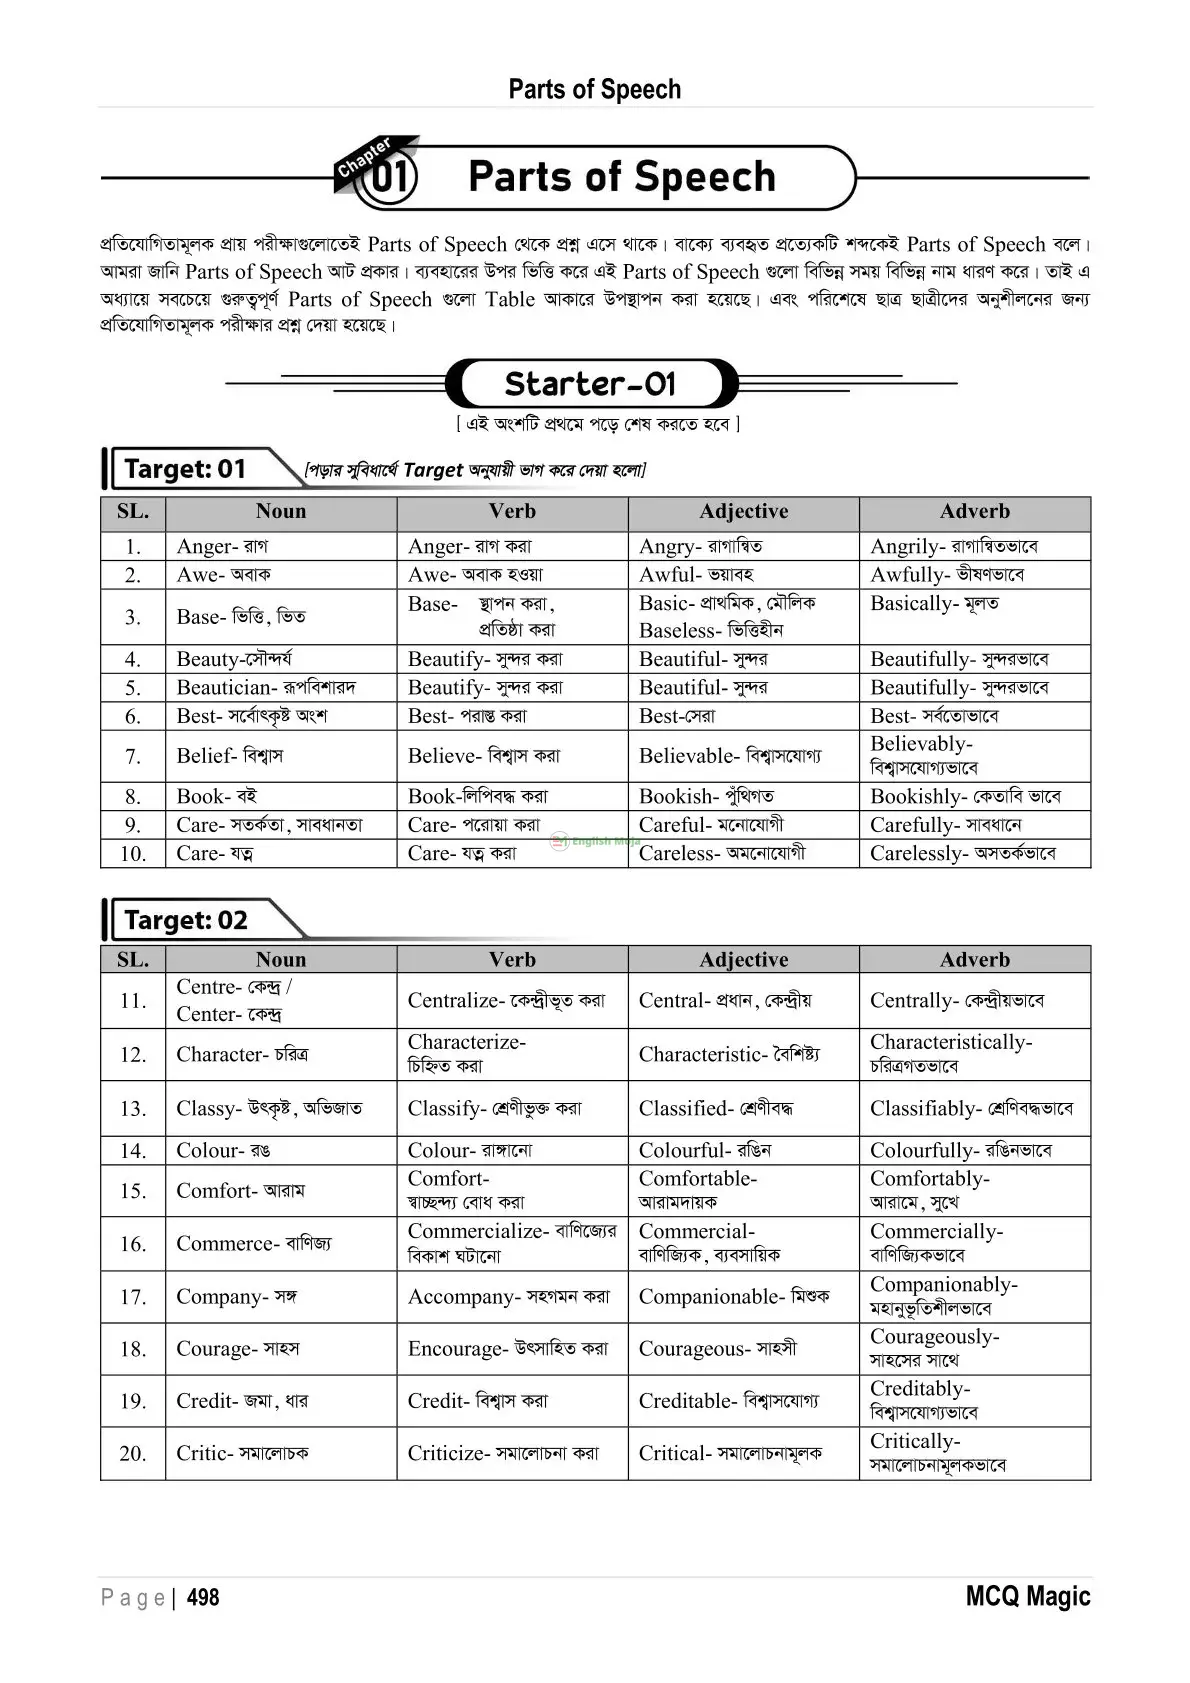 Parts of Speech
Chapter
01 Parts of Speech
প্রতিযোগিতামূলক প্রায় পরীক্ষাগুলোতেই Parts of Speech থেকে প্রশ্ন এসে থাকে। বাক্যে ব্যবহৃত প্রত্যেকটি শব্দকেই Parts of Speech বলে।
আমরা জানি Parts of Speech আট প্রকার। ব্যবহারের উপর ভিত্তি করে এই Parts of Speech গুলো বিভিন্ন সময় বিভিন্ন নাম ধারণ করে। তাই এ
অধ্যায়ে সবচেয়ে গুরুত্বপূর্ণ Parts of Speech গুলো Table আকারে উপস্থাপন করা হয়েছে। এবং পরিশেষে ছাত্র ছাত্রীদের অনুশীলনের জন্য
প্রতিযোগিতামূলক পরীক্ষার প্রশ্ন দেয়া হয়েছে।
Starter-01
[ এই অংশটি প্রথমে পড়ে শেষ করতে হবে ]
Target: 01 [পড়ার সুবিধার্থে Target অনুযায়ী ভাগ করে দেয়া হলো]
SL. Noun Verb Adjective Adverb
1. Anger- রাগ Anger- রাগ করা Angry- রাগান্বিত Angrily- রাগান্বিতভাবে
2. Awe- অবাক Awe- অবাক হওয়া Awful- ভয়াবহ Awfully- ভীষণভাবে
3. Base- ভিত্তি, ভিত Base- স্থাপন করা, প্রতিষ্ঠা করা Basic- প্রাথমিক, মৌলিক Baseless- ভিত্তিহীন Basically- মূলত
4. Beauty-সৌন্দর্য Beautify- সুন্দর করা Beautiful- সুন্দর Beautifully- সুন্দরভাবে
5. Beautician- রূপবিশারদ Beautify- সুন্দর করা Beautiful- সুন্দর Beautifully- সুন্দরভাবে
6. Best- সর্বোৎকৃষ্ট অংশ Best- পরাস্ত করা Best-সেরা Best- সর্বতোভাবে
7. Belief- বিশ্বাস Believe- বিশ্বাস করা Believable- বিশ্বাসযোগ্য Believably- বিশ্বাসযোগ্যভাবে
8. Book- বই Book-লিপিবদ্ধ করা Bookish- পুঁথিগত Bookishly- কেতাবি ভাবে
9. Care- সতর্কতা, সাবধানতা Care- পরোয়া করা Careful- মনোযোগী Carefully- সাবধানে
English Moja
10. Care- যত্ন Care- যত্ন করা Careless- অমনোযোগী Carelessly- অসতর্কভাবে
Target: 02
SL. Noun Verb Adjective Adverb
11. Centre- কেন্দ্র / Center- কেন্দ্র Centralize- কেন্দ্রীভূত করা Central- প্রধান, কেন্দ্রীয় Centrally- কেন্দ্রীয়ভাবে
12. Character- চরিত্র Characterize- চিহ্নিত করা Characteristic- বৈশিষ্ট্য Characteristically- চরিত্রগতভাবে
13. Classy- উৎকৃষ্ট, অভিজাত Classify- শ্রেণীভুক্ত করা Classified- শ্রেণীবদ্ধ Classifiably- শ্রেণিবদ্ধভাবে
14. Colour- রঙ Colour- রাঙ্গানো Colourful- রঙিন Colourfully- রঙিনভাবে
15. Comfort- আরাম Comfort- স্বাচ্ছন্দ্য বোধ করা Comfortable- আরামদায়ক Comfortably- আরামে, সুখে
16. Commerce- বাণিজ্য Commercialize- বাণিজ্যের বিকাশ ঘটানো Commercial- বাণিজ্যিক, ব্যবসায়িক Commercially- বাণিজ্যিকভাবে
17. Company- সঙ্গ Accompany- সহগমন করা Companionable- মিশুক Companionably- মহানুভূতিশীলভাবে
18. Courage- সাহস Encourage- উৎসাহিত করা Courageous- সাহসী Courageously- সাহসের সাথে
19. Credit- জমা, ধার Credit- বিশ্বাস করা Creditable- বিশ্বাসযোগ্য Creditably- বিশ্বাসযোগ্যভাবে
20. Critic- সমালোচক Criticize- সমালোচনা করা Critical- সমালোচনামূলক Critically- সমালোচনামূলকভাবে
Page| 498 MCQ Magic